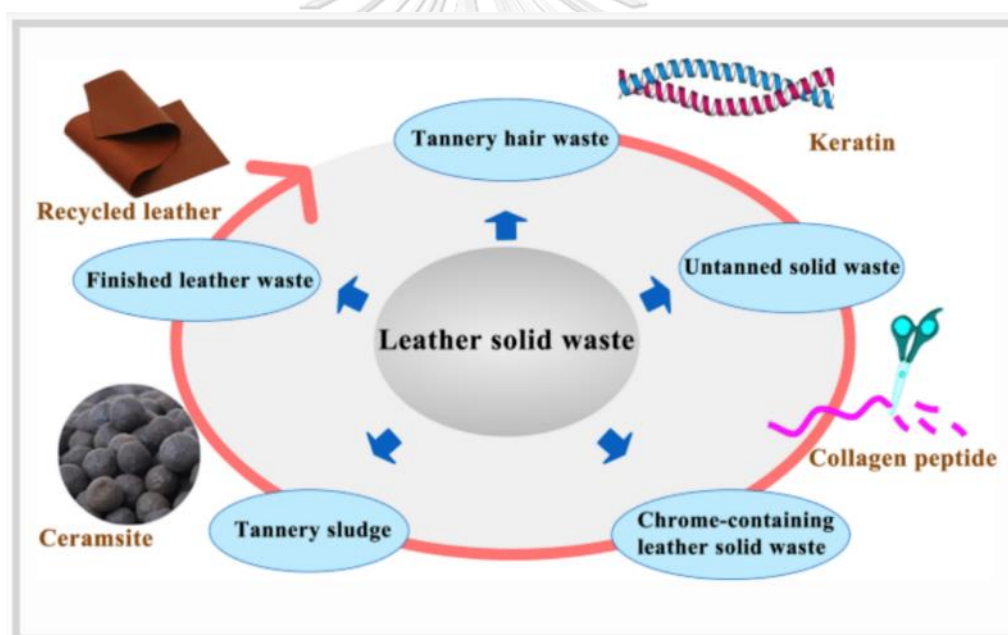 Tannery hair waste
Keratin
Recycled leather
Finished leather waste
Untanned solid waste
Leather solid waste
Collagen peptide
Ceramsite
Tannery sludge
Chrome-containing
leather solid waste